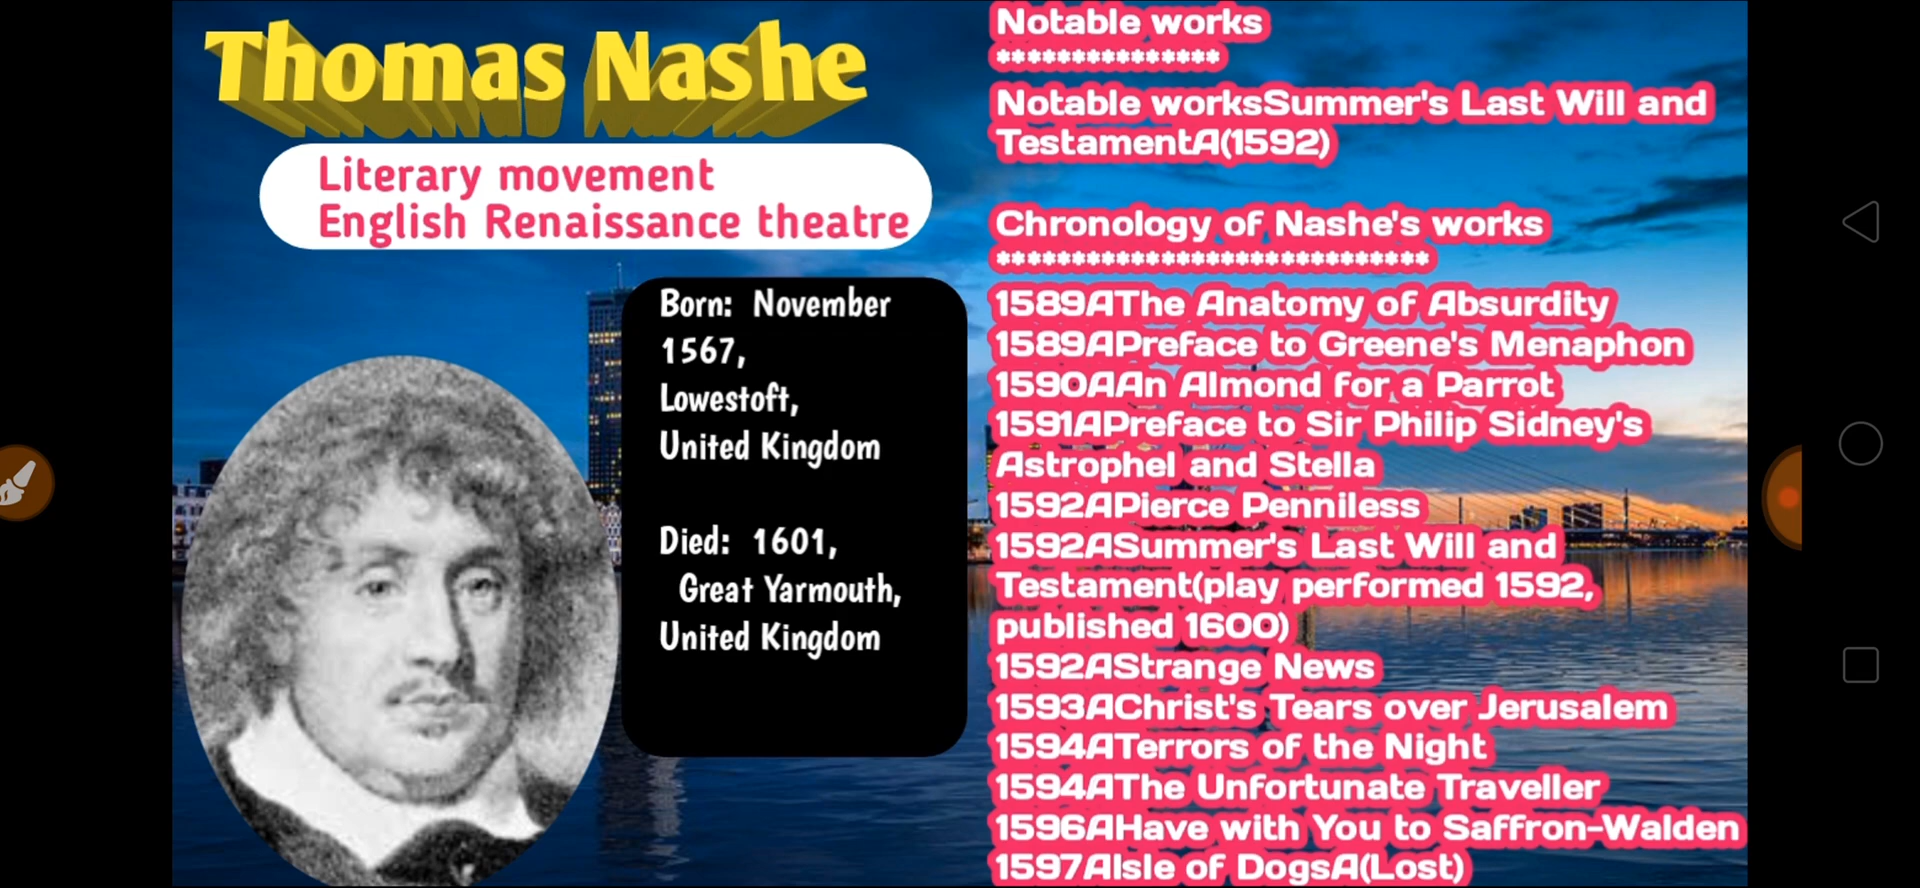 Thomas Nashe
Literary movement
English Renaissance theatre
Born: November
1567,
Lowestoft,
United Kingdom
Died: 1601,
Great Yarmouth,
United Kingdom
Notable works
***************
Notable worksSummer's Last Will and
TestamentA(1592)
Chronology of Nashe's works
*****************************
1589AThe Anatomy of Absurdity
1589APreface to Greene's Menaphon
1590AAn Almond for a Parrot
1591APreface to Sir Philip Sidney's
Astrophel and Stella
1592APierce Penniless
1592ASummer's Last Will and
Testament(play performed 1592,
published 1600)
1592AStrange News
1593AChrist's Tears over Jerusalem
1594ATerrors of the Night
1594AThe Unfortunate Traveller
1596AHave with You to Saffron-Walden
1597AIsle of DogsA(Lost)